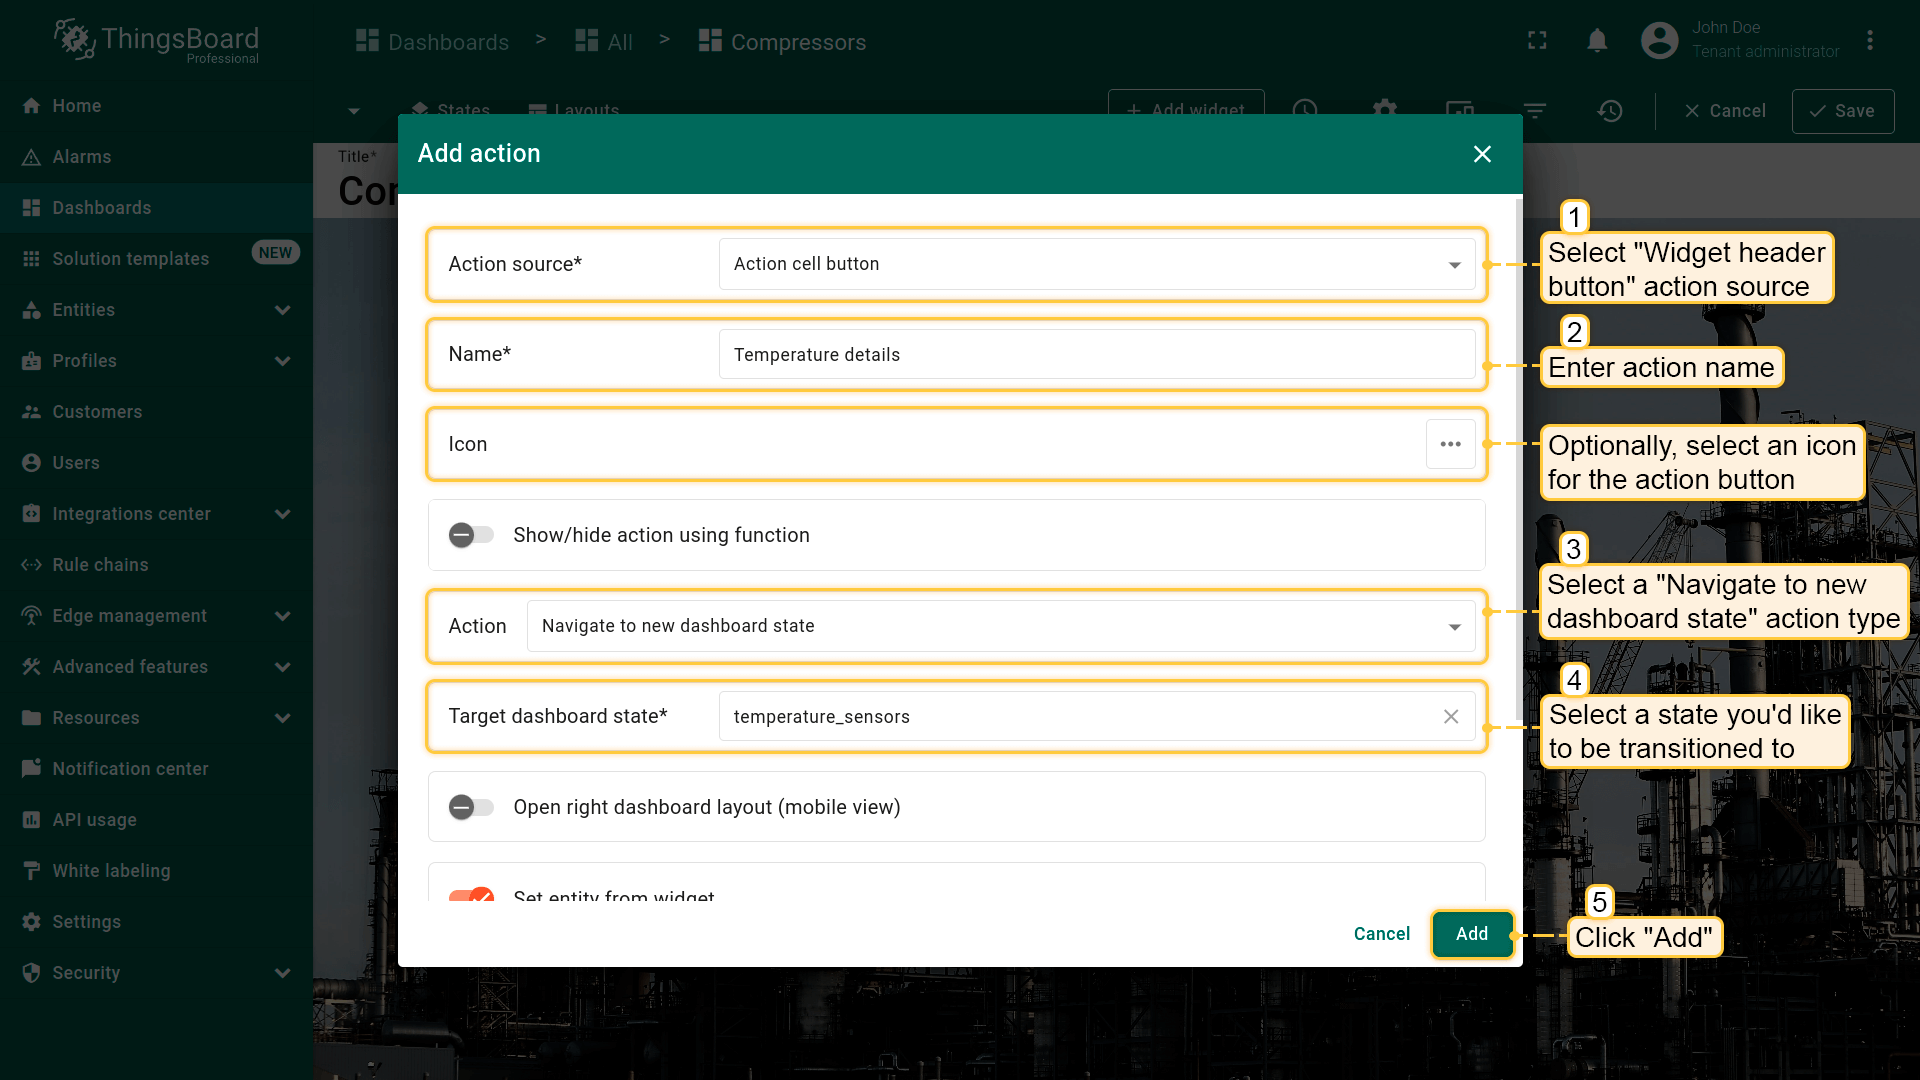 ThingsBoard
Professional
Dashboards > All > Compressors
John Doe
Tenant administrator
Home
Alarms
Dashboards
Solution templates NEW
Entities
Profiles
Customers
Users
Integrations center
Rule chains
Edge management
Advanced features
Resources
Notification center
API usage
White labeling
Settings
Security
States
Layouts
+ Add widget
Cancel
Save
Title*
Con
Add action
Action source*
Action cell button
Name*
Temperature details
Icon
Show/hide action using function
Action
Navigate to new dashboard state
Target dashboard state*
temperature_sensors
Open right dashboard layout (mobile view)
Set entity from widget
Cancel
Add
1
Select "Widget header
button" action source
2
Enter action name
Optionally, select an icon
for the action button
3
Select a "Navigate to new
dashboard state" action type
4
Select a state you'd like
to be transitioned to
5
Click "Add"